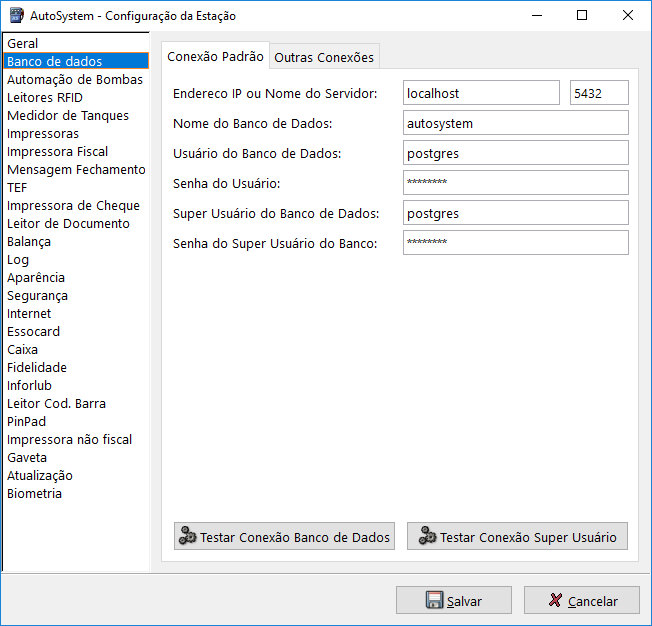 AutoSystem - Configuração da Estação
Geral
Banco de dados
Automação de Bombas
Leitores RFID
Medidor de Tanques
Impressoras
Impressora Fiscal
Mensagem Fechamento
TEF
Impressora de Cheque
Leitor de Documento
Balança
Log
Aparência
Segurança
Internet
Essocard
Caixa
Fidelidade
Inforlub
Leitor Cod. Barra
PinPad
Impressora não fiscal
Gaveta
Atualização
Biometria
Conexão Padrão Outras Conexões
Endereco IP ou Nome do Servidor: localhost 5432
Nome do Banco de Dados: autosystem
Usuário do Banco de Dados: postgres
Senha do Usuário: ********
Super Usuário do Banco de Dados: postgres
Senha do Super Usuário do Banco: ********
Testar Conexão Banco de Dados Testar Conexão Super Usuário
Salvar Cancelar